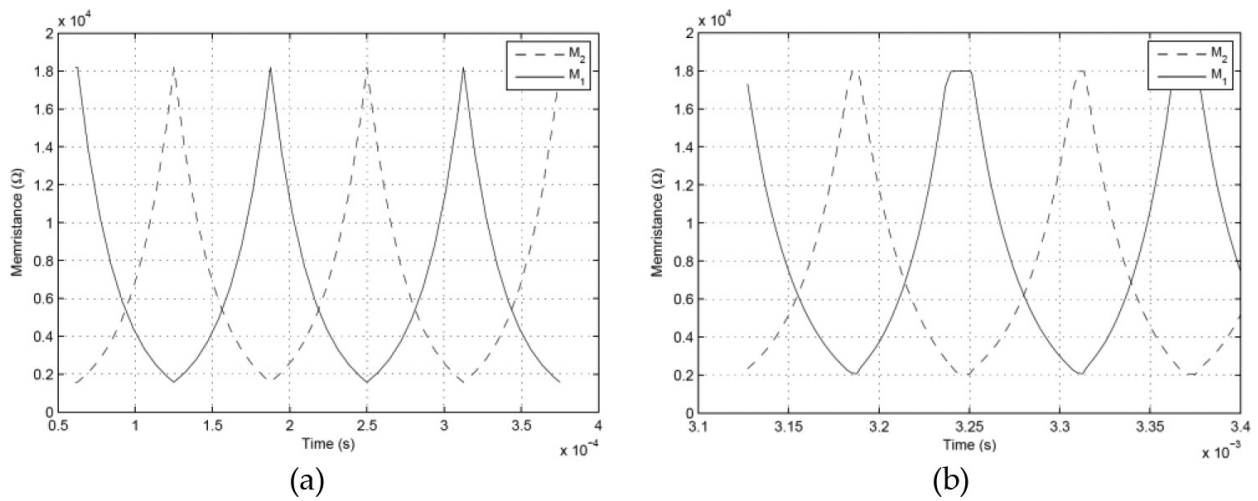 x 10⁴
2
1.8
1.6
1.4
1.2
1
0.8
0.6
0.4
0.2
0
Memristance (Ω)
M₂
M₁
0.5 1 1.5 2 2.5 3 3.5 4
Time (s)
x 10⁻⁴
(a)
x 10⁴
2
1.8
1.6
1.4
1.2
1
0.8
0.6
0.4
0.2
0
Memristance (Ω)
M₂
M₁
3.1 3.15 3.2 3.25 3.3 3.35 3.4
Time (s)
x 10⁻³
(b)